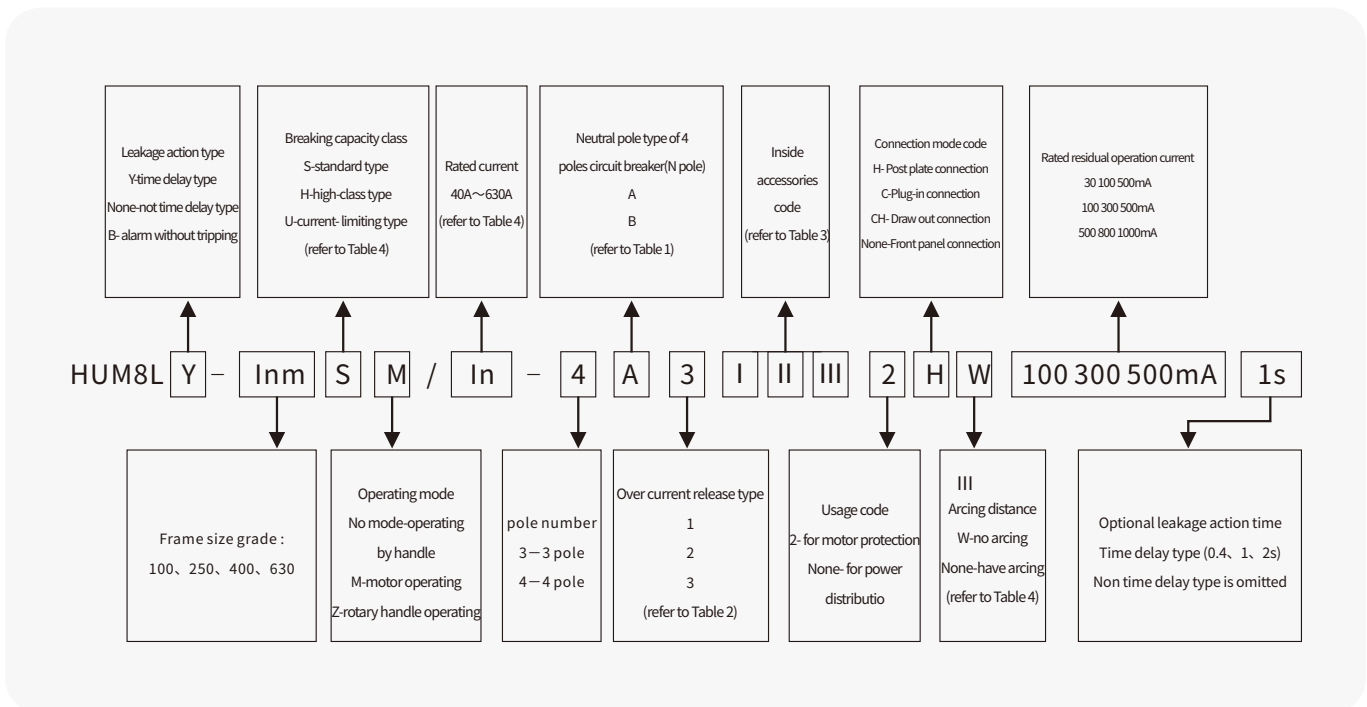 Leakage action type
Y-time delay type
None-not time delay type
B- alarm without tripping
Breaking capacity class
S-standard type
H-high-class type
U-current- limiting type
(refer to Table 4)
Rated current
40A～630A
(refer to Table 4)
Neutral pole type of 4
poles circuit breaker(N pole)
A
B
(refer to Table 1)
Inside
accessories
code
(refer to Table 3)
Connection mode code
H- Post plate connection
C-Plug-in connection
CH- Draw out connection
None-Front panel connection
Rated residual operation current
30 100 500mA
100 300 500mA
500 800 1000mA
HUM8L Y – Inm S M / In – 4 A 3 I II III 2 H W 100 300 500mA 1s
Frame size grade :
100、250、400、630
Operating mode
No mode-operating
by handle
M-motor operating
Z-rotary handle operating
pole number
3－3 pole
4－4 pole
Over current release type
1
2
3
(refer to Table 2)
Usage code
2- for motor protection
None- for power
distributio
III
Arcing distance
W-no arcing
None-have arcing
(refer to Table 4)
Optional leakage action time
Time delay type (0.4、1、2s)
Non time delay type is omitted